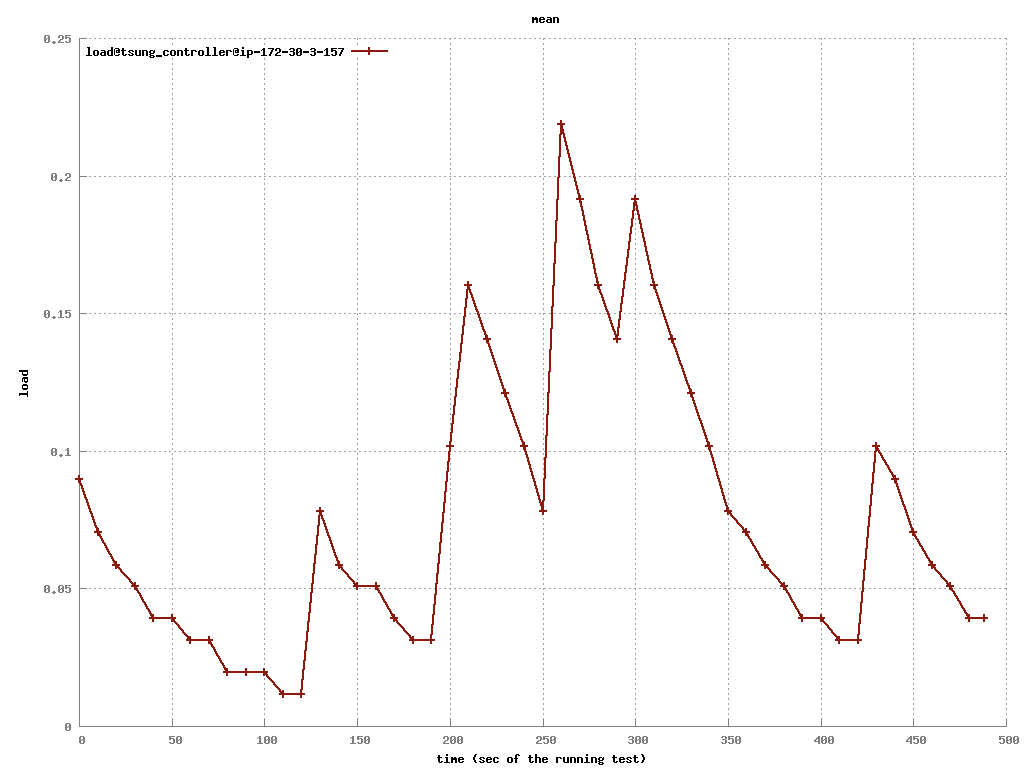 mean
0.25
load@tsung_controller@ip-172-30-3-157
0.2
0.15
load
0.1
0.05
0
0 50 100 150 200 250 300 350 400 450 500
time (sec of the running test)